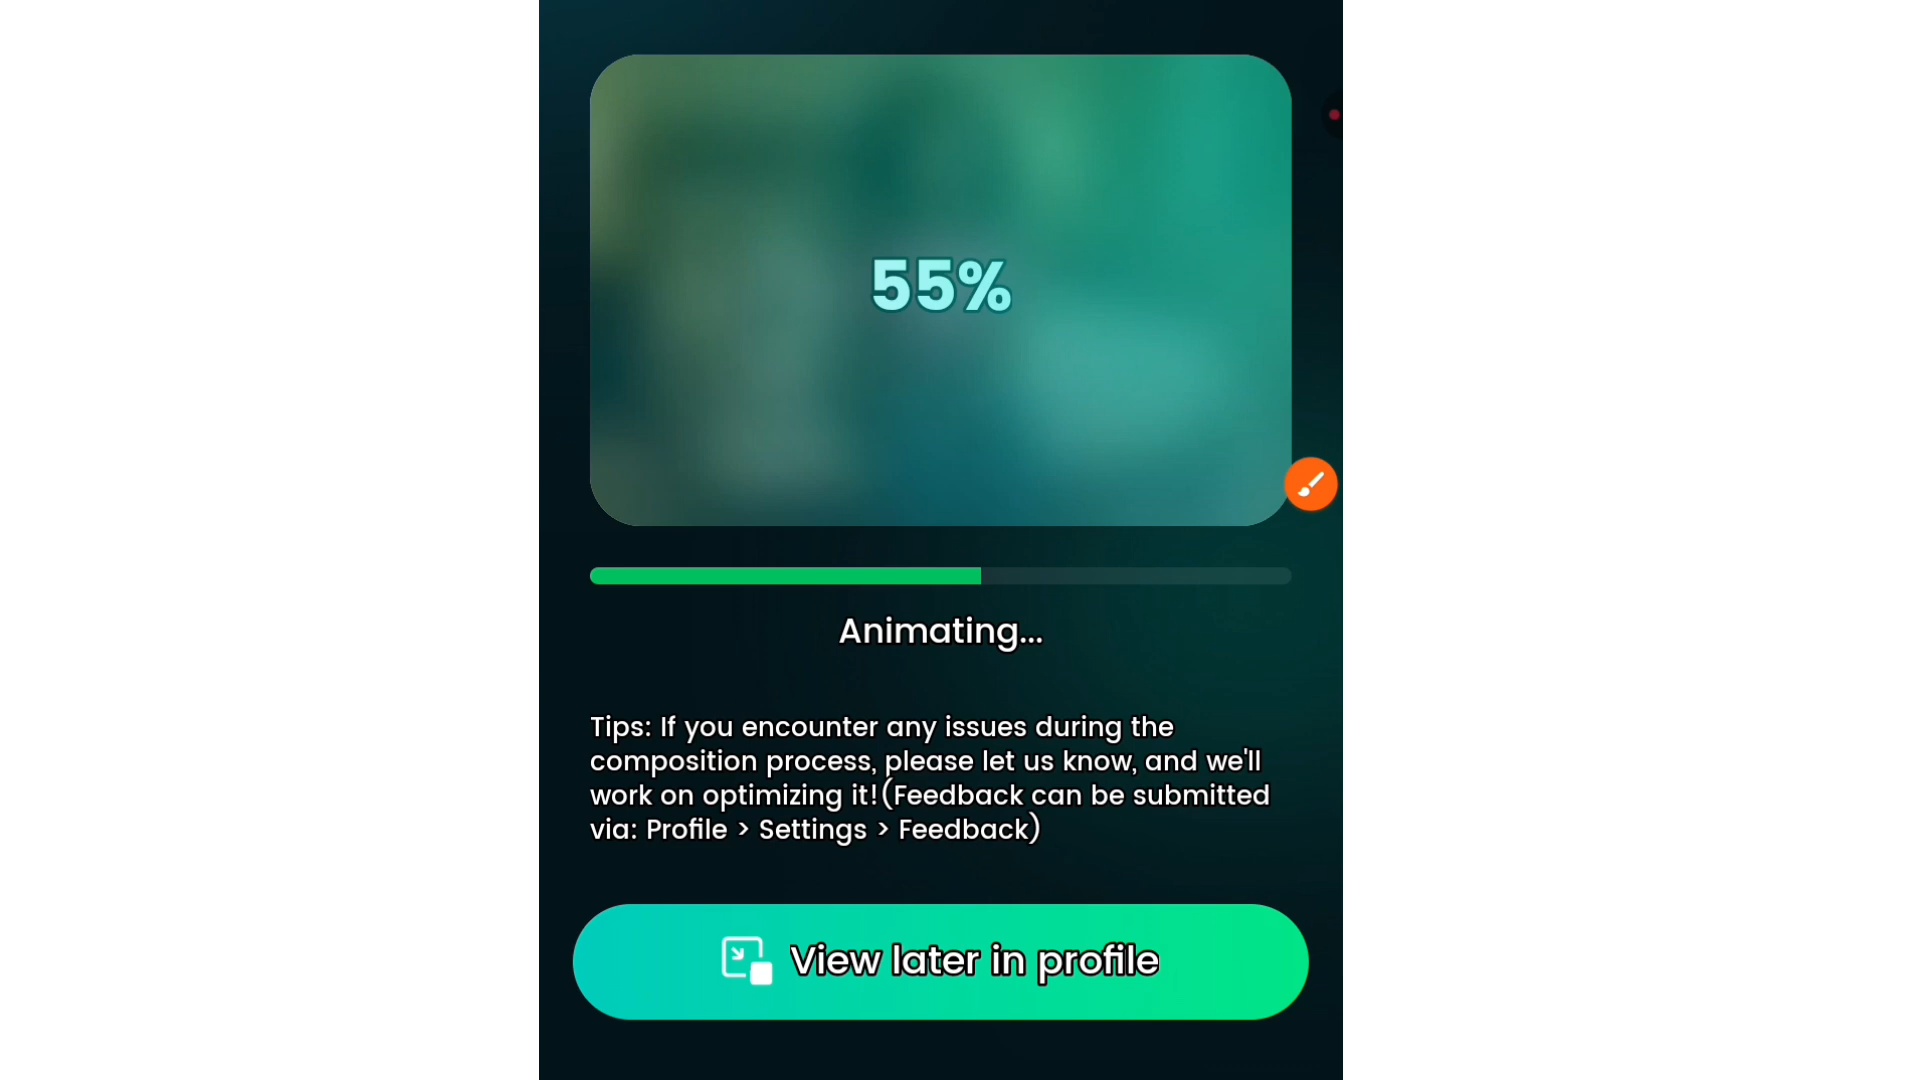 55%
Animating...
Tips: If you encounter any issues during the
composition process, please let us know, and we'll
work on optimizing it!(Feedback can be submitted
via: Profile > Settings > Feedback)
View later in profile